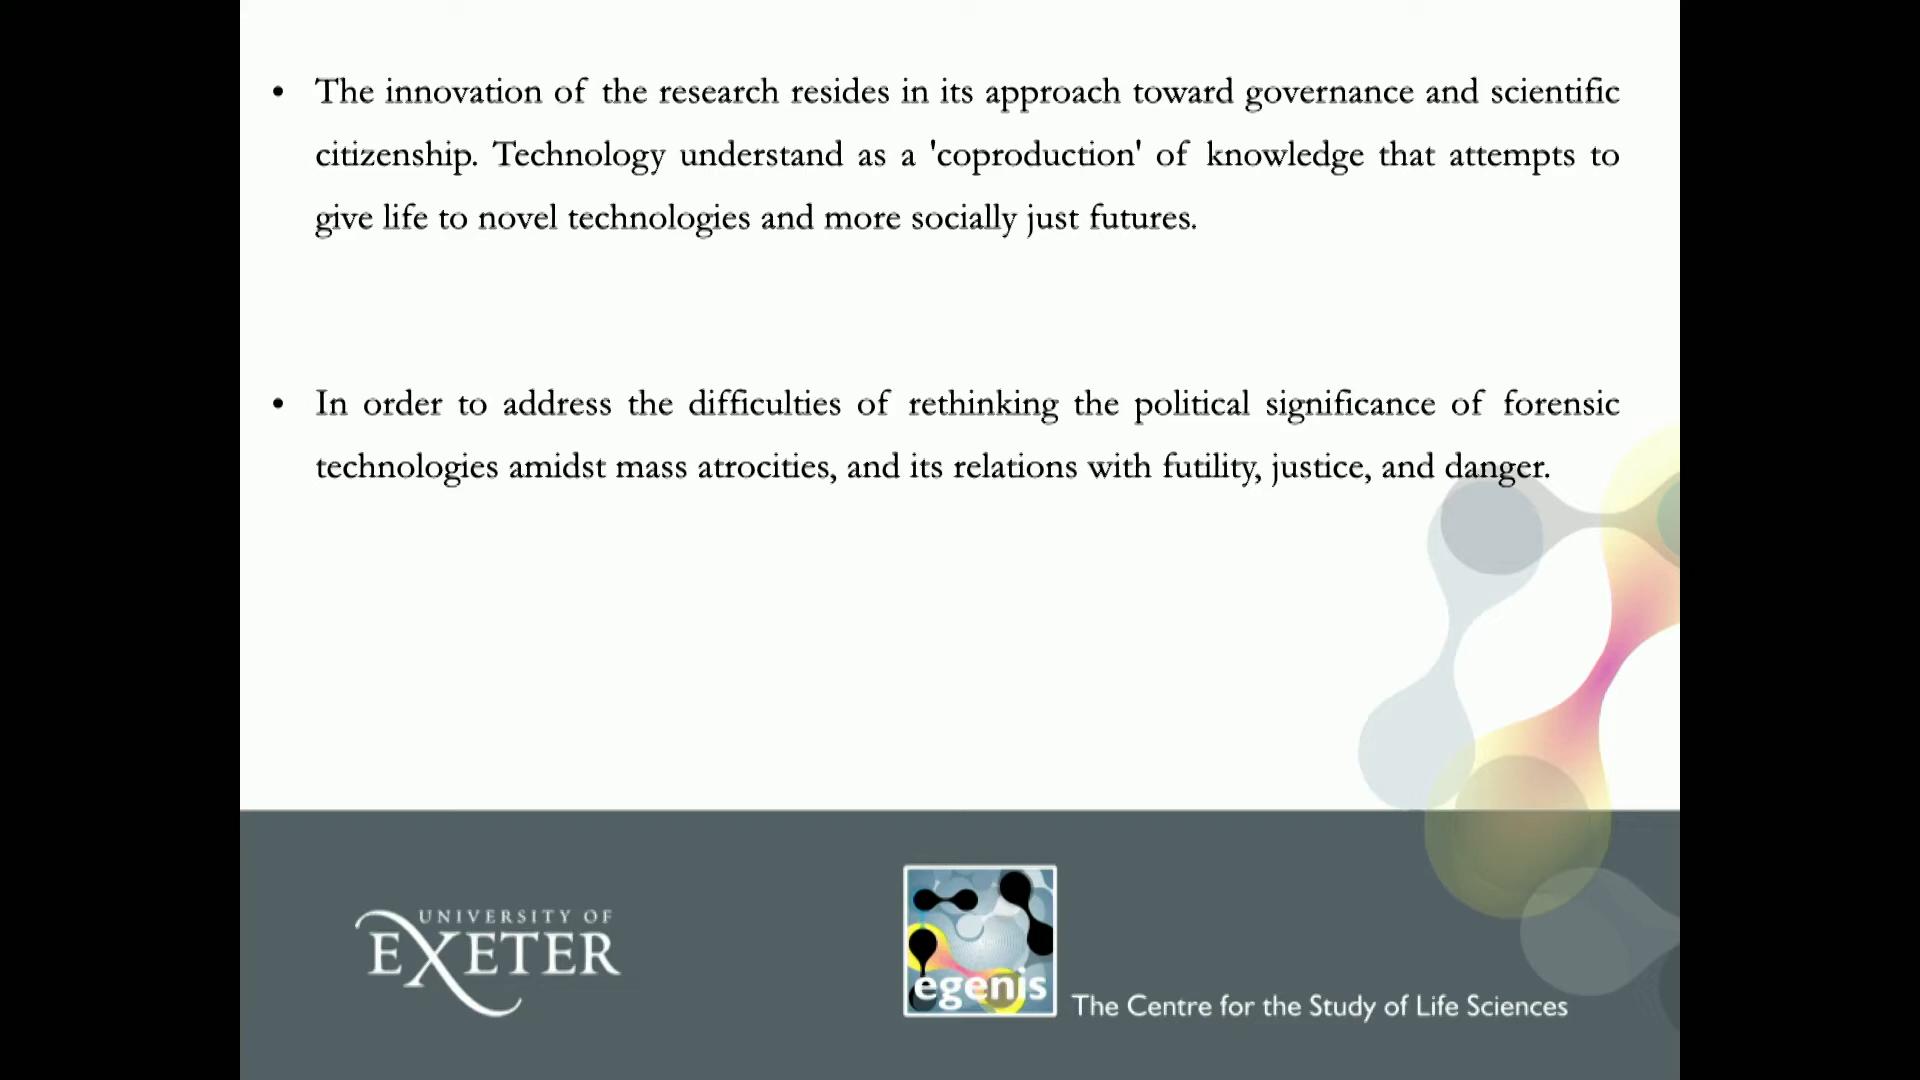 • The innovation of the research resides in its approach toward governance and scientific
citizenship. Technology understand as a 'coproduction' of knowledge that attempts to
give life to novel technologies and more socially just futures.
• In order to address the difficulties of rethinking the political significance of forensic
technologies amidst mass atrocities, and its relations with futility, justice, and danger.
UNIVERSITY OF
EXETER
egenis
The Centre for the Study of Life Sciences